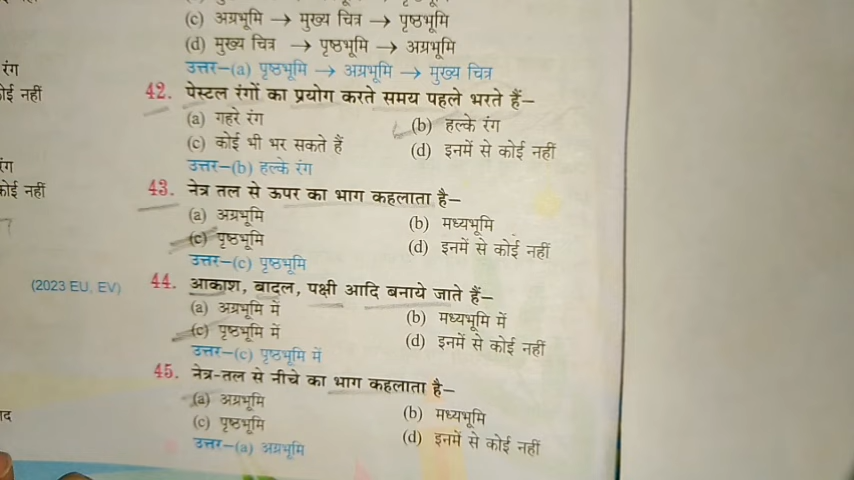 (c) अग्रभूमि → मुख्य चित्र → पृष्ठभूमि
(d) मुख्य चित्र → पृष्ठभूमि → अग्रभूमि
उत्तर–(a) पृष्ठभूमि → अग्रभूमि → मुख्य चित्र
रंग
ोई नहीं
42. पेस्टल रंगों का प्रयोग करते समय पहले भरते हैं–
(a) गहरे रंग
(b) हल्के रंग
(c) कोई भी भर सकते हैं
(d) इनमें से कोई नहीं
उत्तर–(b) हल्के रंग
रंग
कोई नहीं
43. नेत्र तल से ऊपर का भाग कहलाता है–
(a) अग्रभूमि
(b) मध्यभूमि
(c) पृष्ठभूमि
(d) इनमें से कोई नहीं
उत्तर–(c) पृष्ठभूमि
(2023 EU, EV)
44. आकाश, बादल, पक्षी आदि बनाये जाते हैं–
(a) अग्रभूमि में
(b) मध्यभूमि में
(c) पृष्ठभूमि में
(d) इनमें से कोई नहीं
उत्तर–(c) पृष्ठभूमि में
45. नेत्र-तल से नीचे का भाग कहलाता है–
(a) अग्रभूमि
(b) मध्यभूमि
(c) पृष्ठभूमि
(d) इनमें से कोई नहीं
उत्तर–(a) अग्रभूमि